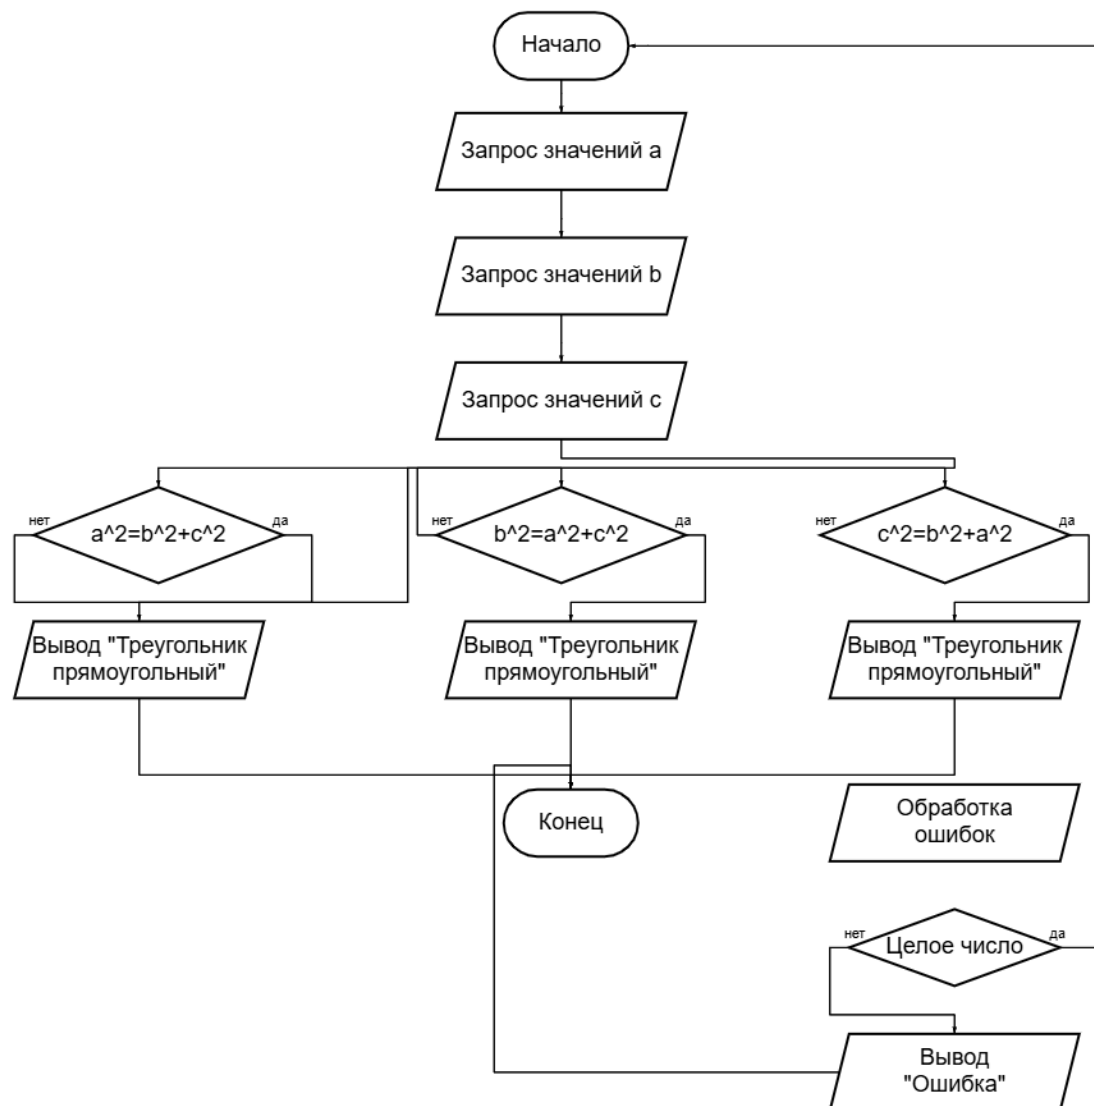 Начало
Запрос значений a
Запрос значений b
Запрос значений c
нет
a^2=b^2+c^2
да
нет
b^2=a^2+c^2
да
нет
c^2=b^2+a^2
да
Вывод "Треугольник
прямоугольный"
Вывод "Треугольник
прямоугольный"
Вывод "Треугольник
прямоугольный"
Конец
Обработка
ошибок
нет
Целое число
да
Вывод
"Ошибка"